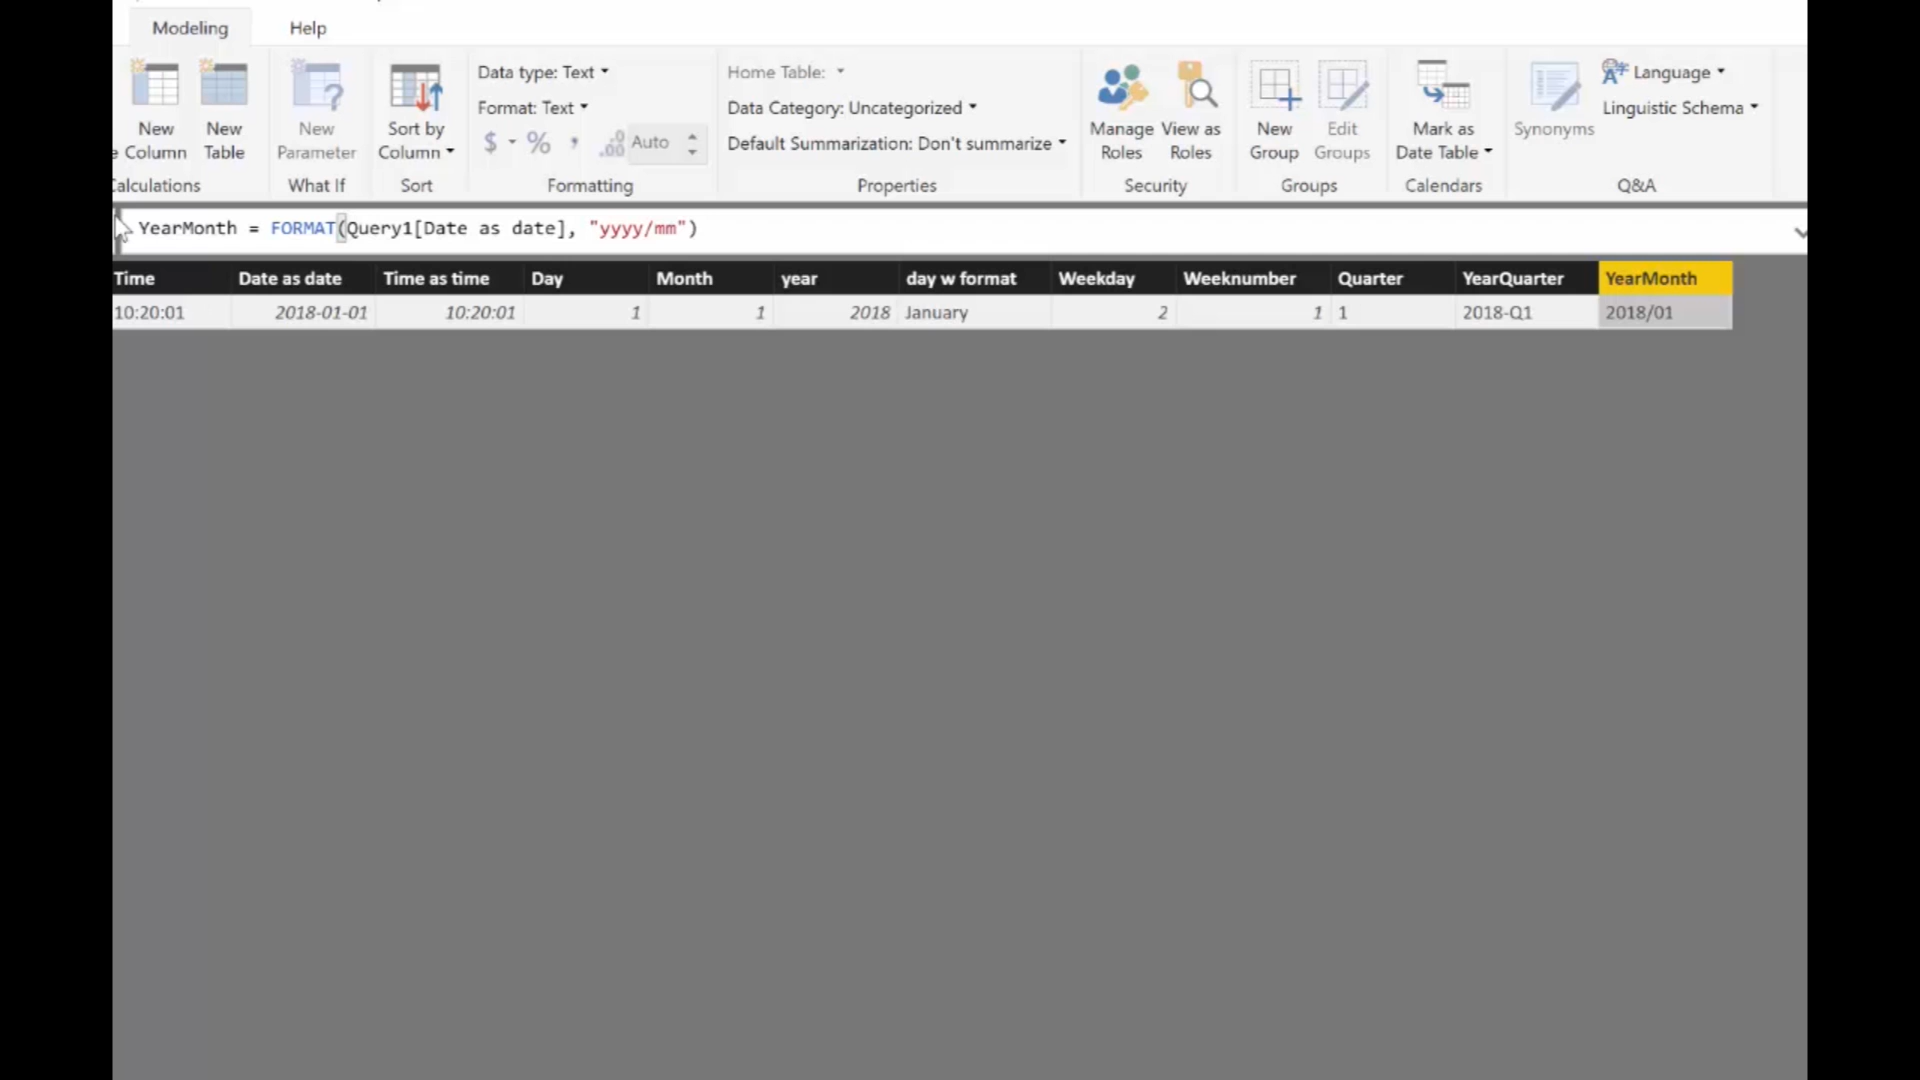 Modeling Help
New Column
New Table
New Parameter
Sort by Column
Data type: Text
Format: Text
$ % , .00 Auto
Home Table:
Data Category: Uncategorized
Default Summarization: Don't summarize
Manage Roles
View as Roles
New Group
Edit Groups
Mark as Date Table
Synonyms
Language
Linguistic Schema
alculations What If Sort Formatting Properties Security Groups Calendars Q&A
YearMonth = FORMAT(Query1[Date as date], "yyyy/mm")
Time Date as date Time as time Day Month year day w format Weekday Weeknumber Quarter YearQuarter YearMonth
10:20:01 2018-01-01 10:20:01 1 1 2018 January 2 1 1 2018-Q1 2018/01